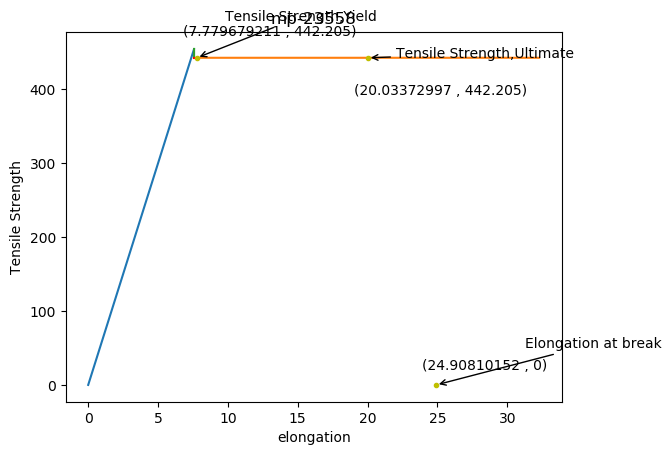 Tensile Strength,Yield
mp-23558
(7.779679211 , 442.205)
Tensile Strength,Ultimate
(20.03372997 , 442.205)
Elongation at break
(24.90810152 , 0)
Tensile Strength
400
300
200
100
0
0 5 10 15 20 25 30
elongation